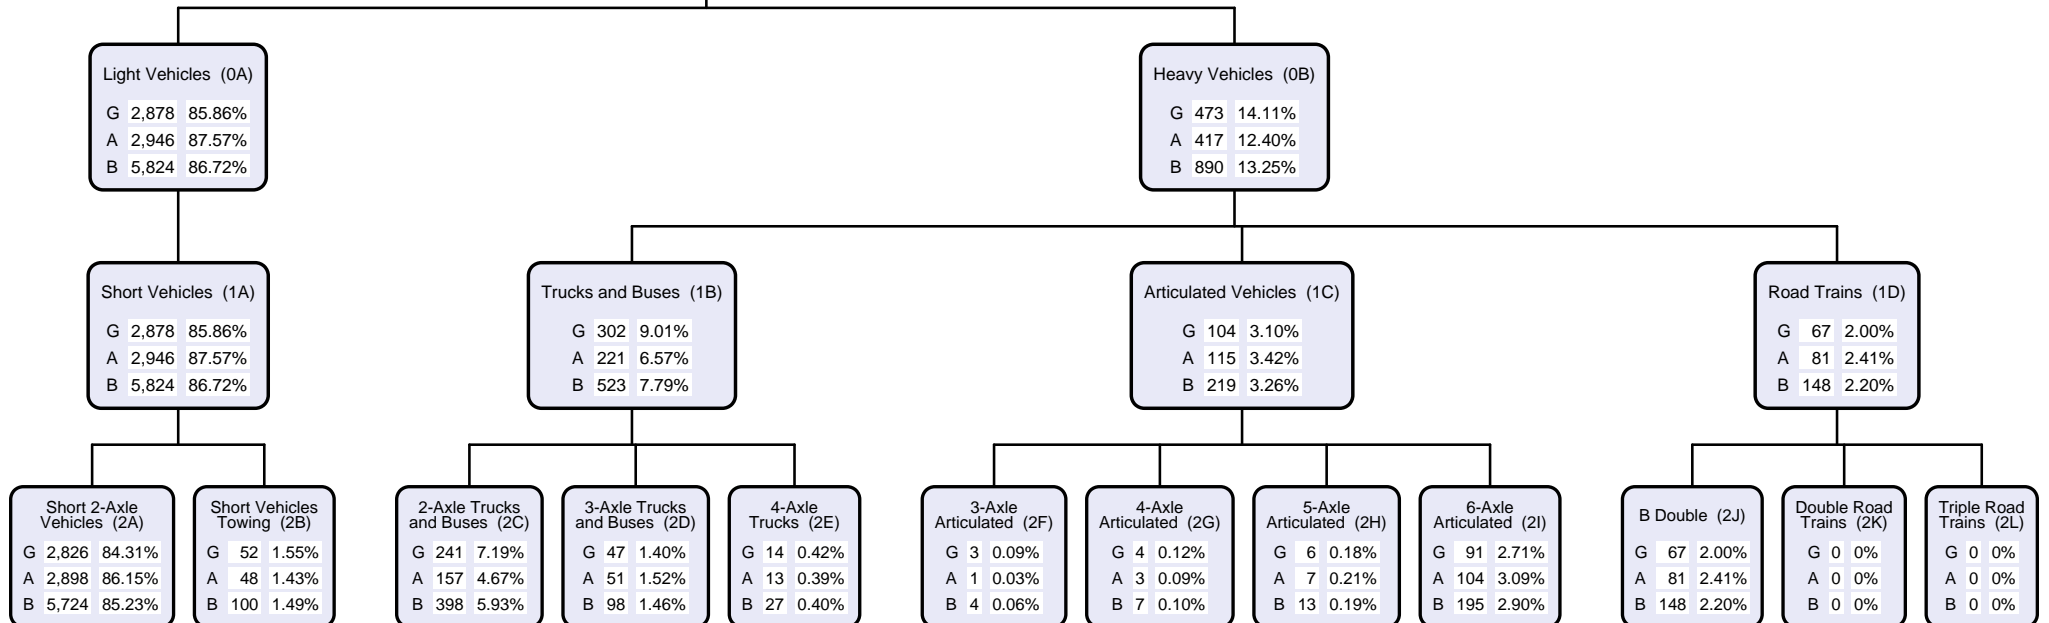 Light Vehicles (0A)
G 2,878 85.86%
A 2,946 87.57%
B 5,824 86.72%
Heavy Vehicles (0B)
G 473 14.11%
A 417 12.40%
B 890 13.25%
Short Vehicles (1A)
G 2,878 85.86%
A 2,946 87.57%
B 5,824 86.72%
Trucks and Buses (1B)
G 302 9.01%
A 221 6.57%
B 523 7.79%
Articulated Vehicles (1C)
G 104 3.10%
A 115 3.42%
B 219 3.26%
Road Trains (1D)
G 67 2.00%
A 81 2.41%
B 148 2.20%
Short 2-Axle
Vehicles (2A)
G 2,826 84.31%
A 2,898 86.15%
B 5,724 85.23%
Short Vehicles
Towing (2B)
G 52 1.55%
A 48 1.43%
B 100 1.49%
2-Axle Trucks
and Buses (2C)
G 241 7.19%
A 157 4.67%
B 398 5.93%
3-Axle Trucks
and Buses (2D)
G 47 1.40%
A 51 1.52%
B 98 1.46%
4-Axle
Trucks (2E)
G 14 0.42%
A 13 0.39%
B 27 0.40%
3-Axle
Articulated (2F)
G 3 0.09%
A 1 0.03%
B 4 0.06%
4-Axle
Articulated (2G)
G 4 0.12%
A 3 0.09%
B 7 0.10%
5-Axle
Articulated (2H)
G 6 0.18%
A 7 0.21%
B 13 0.19%
6-Axle
Articulated (2I)
G 91 2.71%
A 104 3.09%
B 195 2.90%
B Double (2J)
G 67 2.00%
A 81 2.41%
B 148 2.20%
Double Road
Trains (2K)
G 0 0%
A 0 0%
B 0 0%
Triple Road
Trains (2L)
G 0 0%
A 0 0%
B 0 0%